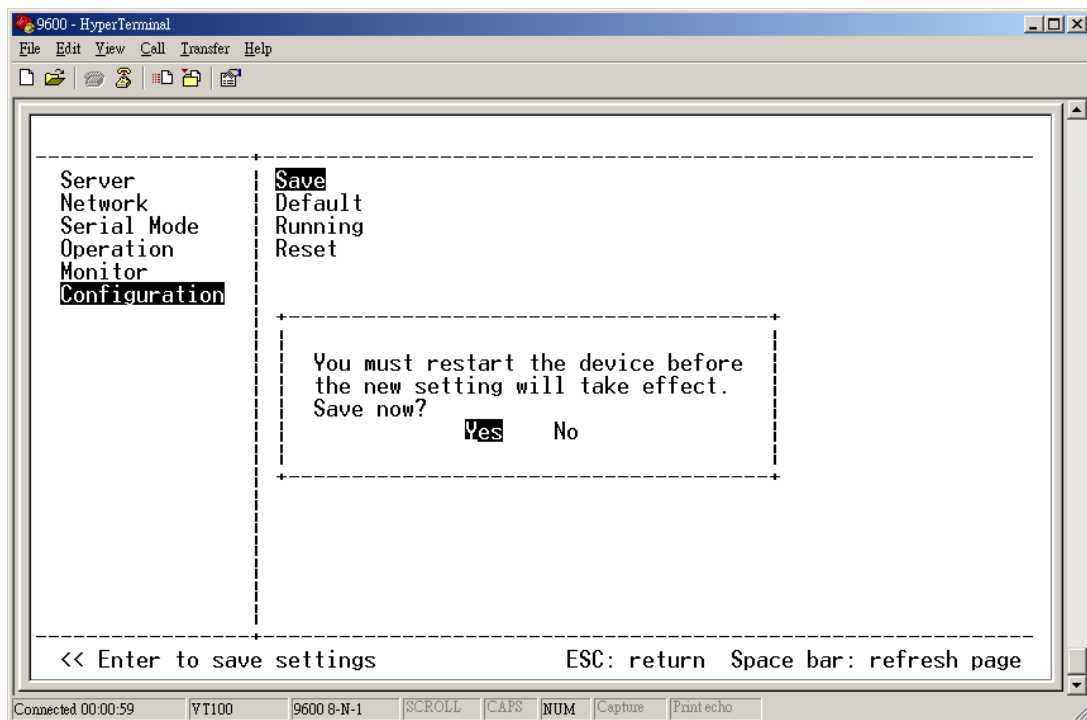 9600 - HyperTerminal
File Edit View Call Transfer Help
Server
Network
Serial Mode
Operation
Monitor
Configuration
Save
Default
Running
Reset
You must restart the device before
the new setting will take effect.
Save now?
Yes No
<< Enter to save settings ESC: return Space bar: refresh page
Connected 00:00:59 VT100 9600 8-N-1 SCROLL CAPS NUM Capture Print echo